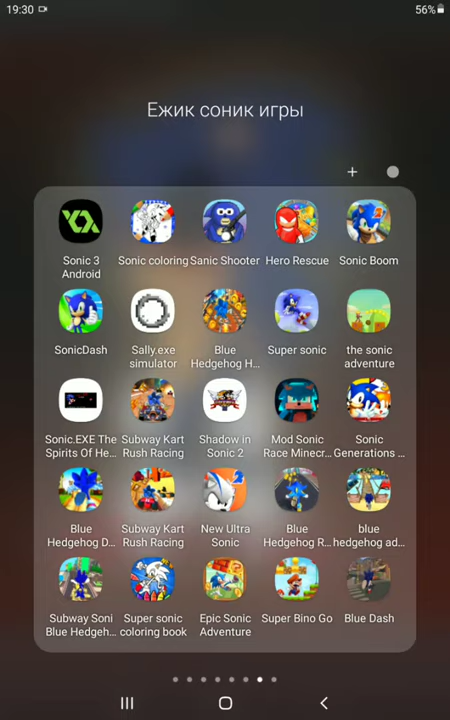 19:30
56%
Ежик соник игры
Sonic 3 Android
Sonic coloring
Sanic Shooter
Hero Rescue
Sonic Boom
SonicDash
Sally.exe simulator
Blue Hedgehog H...
Super sonic
the sonic adventure
Sonic.EXE The Spirits Of He...
Subway Kart Rush Racing
Shadow in Sonic 2
Mod Sonic Race Minecr...
Sonic Generations ...
Blue Hedgehog D...
Subway Kart Rush Racing
New Ultra Sonic
Blue Hedgehog R...
blue hedgehog ad...
Subway Soni Blue Hedgeh...
Super sonic coloring book
Epic Sonic Adventure
Super Bino Go
Blue Dash